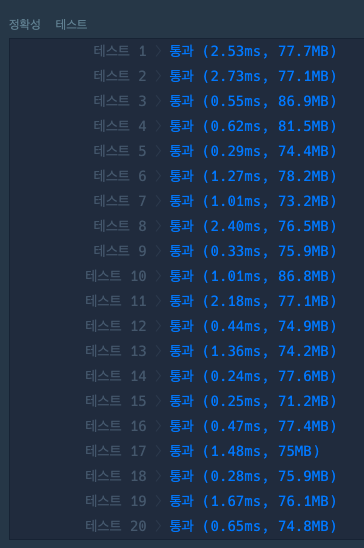 정확성 테스트
테스트 1 〉 통과 (2.53ms, 77.7MB)
테스트 2 〉 통과 (2.73ms, 77.1MB)
테스트 3 〉 통과 (0.55ms, 86.9MB)
테스트 4 〉 통과 (0.62ms, 81.5MB)
테스트 5 〉 통과 (0.29ms, 74.4MB)
테스트 6 〉 통과 (1.27ms, 78.2MB)
테스트 7 〉 통과 (1.01ms, 73.2MB)
테스트 8 〉 통과 (2.40ms, 76.5MB)
테스트 9 〉 통과 (0.33ms, 75.9MB)
테스트 10 〉 통과 (1.01ms, 86.8MB)
테스트 11 〉 통과 (2.18ms, 77.1MB)
테스트 12 〉 통과 (0.44ms, 74.9MB)
테스트 13 〉 통과 (1.36ms, 74.2MB)
테스트 14 〉 통과 (0.24ms, 77.6MB)
테스트 15 〉 통과 (0.25ms, 71.2MB)
테스트 16 〉 통과 (0.47ms, 77.4MB)
테스트 17 〉 통과 (1.48ms, 75MB)
테스트 18 〉 통과 (0.28ms, 75.9MB)
테스트 19 〉 통과 (1.67ms, 76.1MB)
테스트 20 〉 통과 (0.65ms, 74.8MB)